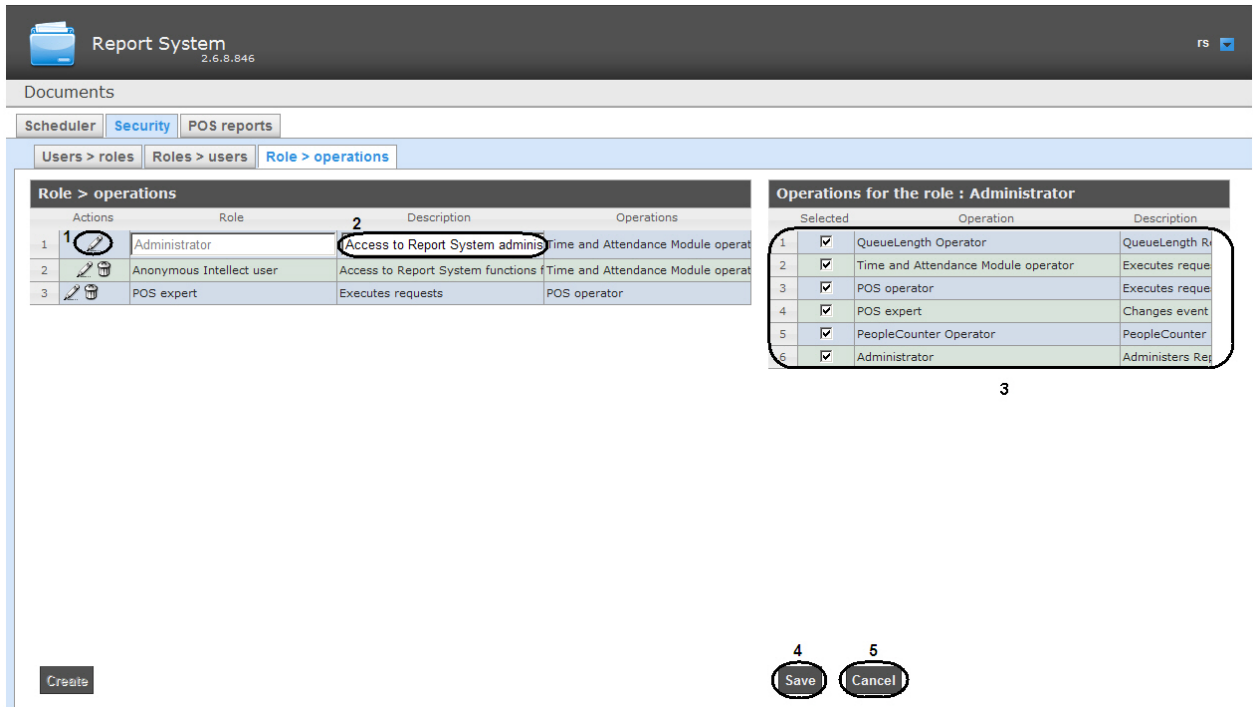 Report System
2.6.8.846
rs
Documents
Scheduler Security POS reports
Users > roles Roles > users Role > operations
Role > operations
Actions Role Description Operations
2
1 1 Administrator Access to Report System adminis Time and Attendance Module operat
2 Anonymous Intellect user Access to Report System functions f Time and Attendance Module operat
3 POS expert Executes requests POS operator
Operations for the role : Administrator
Selected Operation Description
1 QueueLength Operator QueueLength R
2 Time and Attendance Module operator Executes reque
3 POS operator Executes reque
4 POS expert Changes event
5 PeopleCounter Operator PeopleCounter
6 Administrator Administers Rep
3
4 5
Create Save Cancel